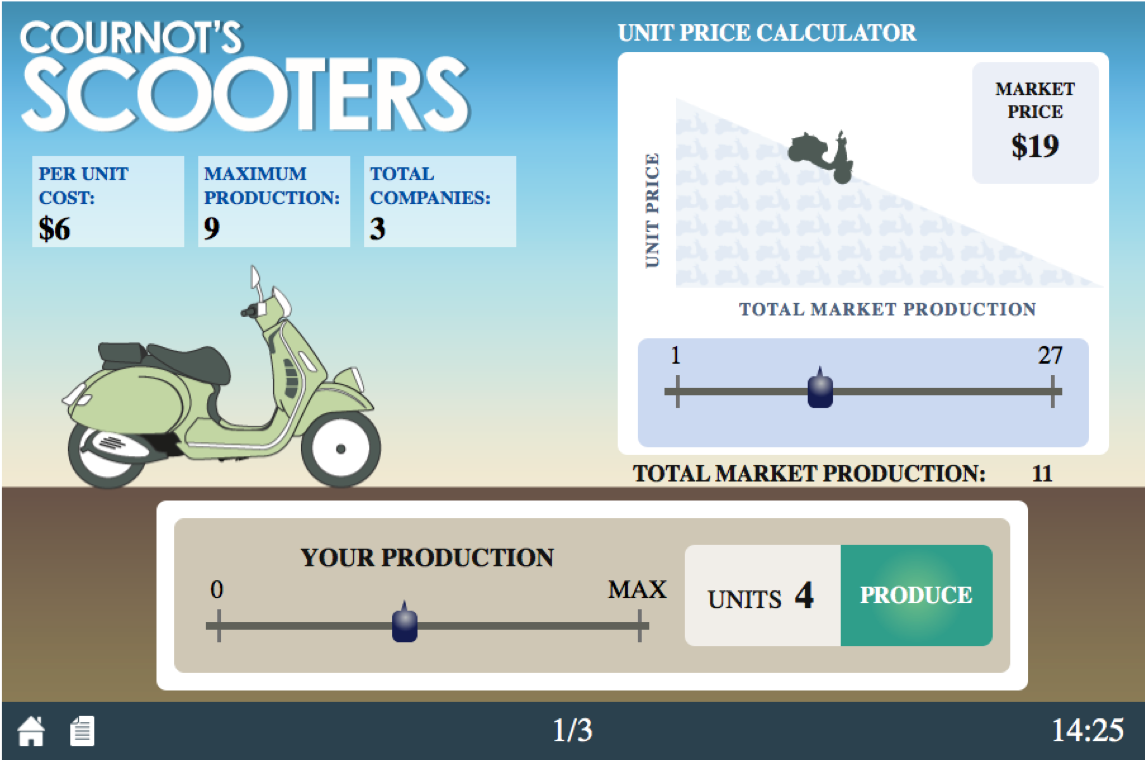 COURNOT'S
SCOOTERS
PER UNIT
COST:
$6
MAXIMUM
PRODUCTION:
9
TOTAL
COMPANIES:
3
UNIT PRICE CALCULATOR
MARKET
PRICE
$19
UNIT PRICE
TOTAL MARKET PRODUCTION
1
27
TOTAL MARKET PRODUCTION: 11
YOUR PRODUCTION
0
MAX
UNITS 4
PRODUCE
1/3
14:25